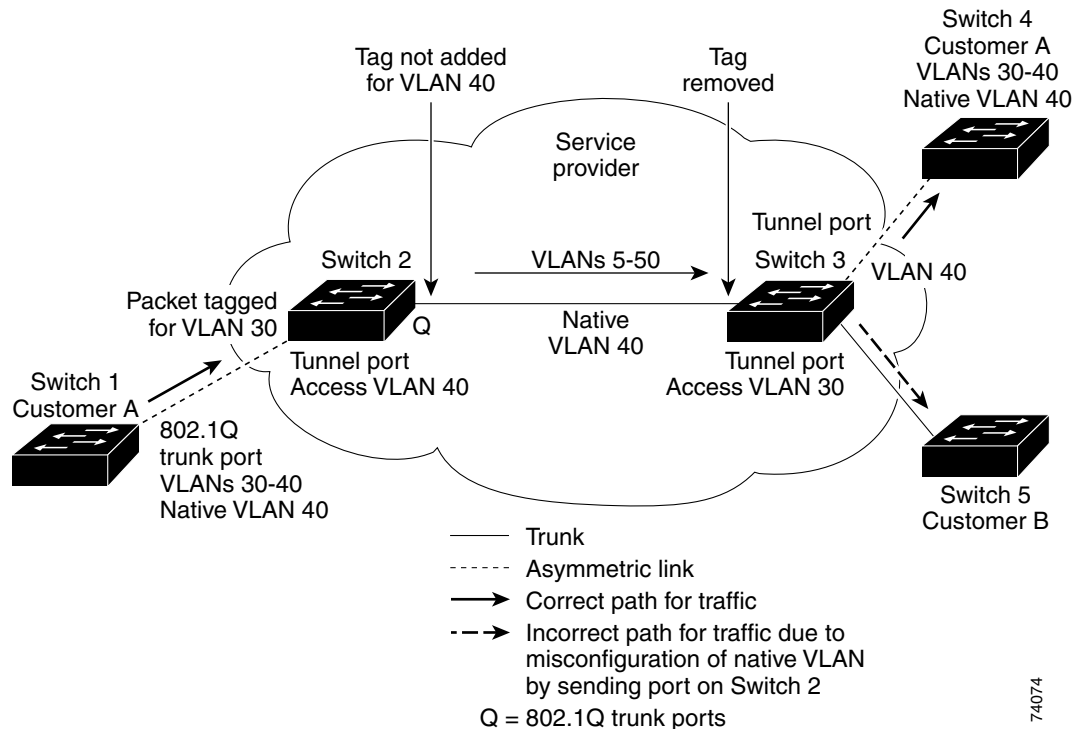 Tag not added
for VLAN 40
Tag
removed
Switch 4
Customer A
VLANs 30-40
Native VLAN 40
Service
provider
Tunnel port
Switch 2
VLANs 5-50
Switch 3
VLAN 40
Packet tagged
for VLAN 30
Q
Native
VLAN 40
Tunnel port
Access VLAN 40
Tunnel port
Access VLAN 30
Switch 1
Customer A
802.1Q
trunk port
VLANs 30-40
Native VLAN 40
Switch 5
Customer B
Trunk
Asymmetric link
Correct path for traffic
Incorrect path for traffic due to
misconfiguration of native VLAN
by sending port on Switch 2
Q = 802.1Q trunk ports
74074